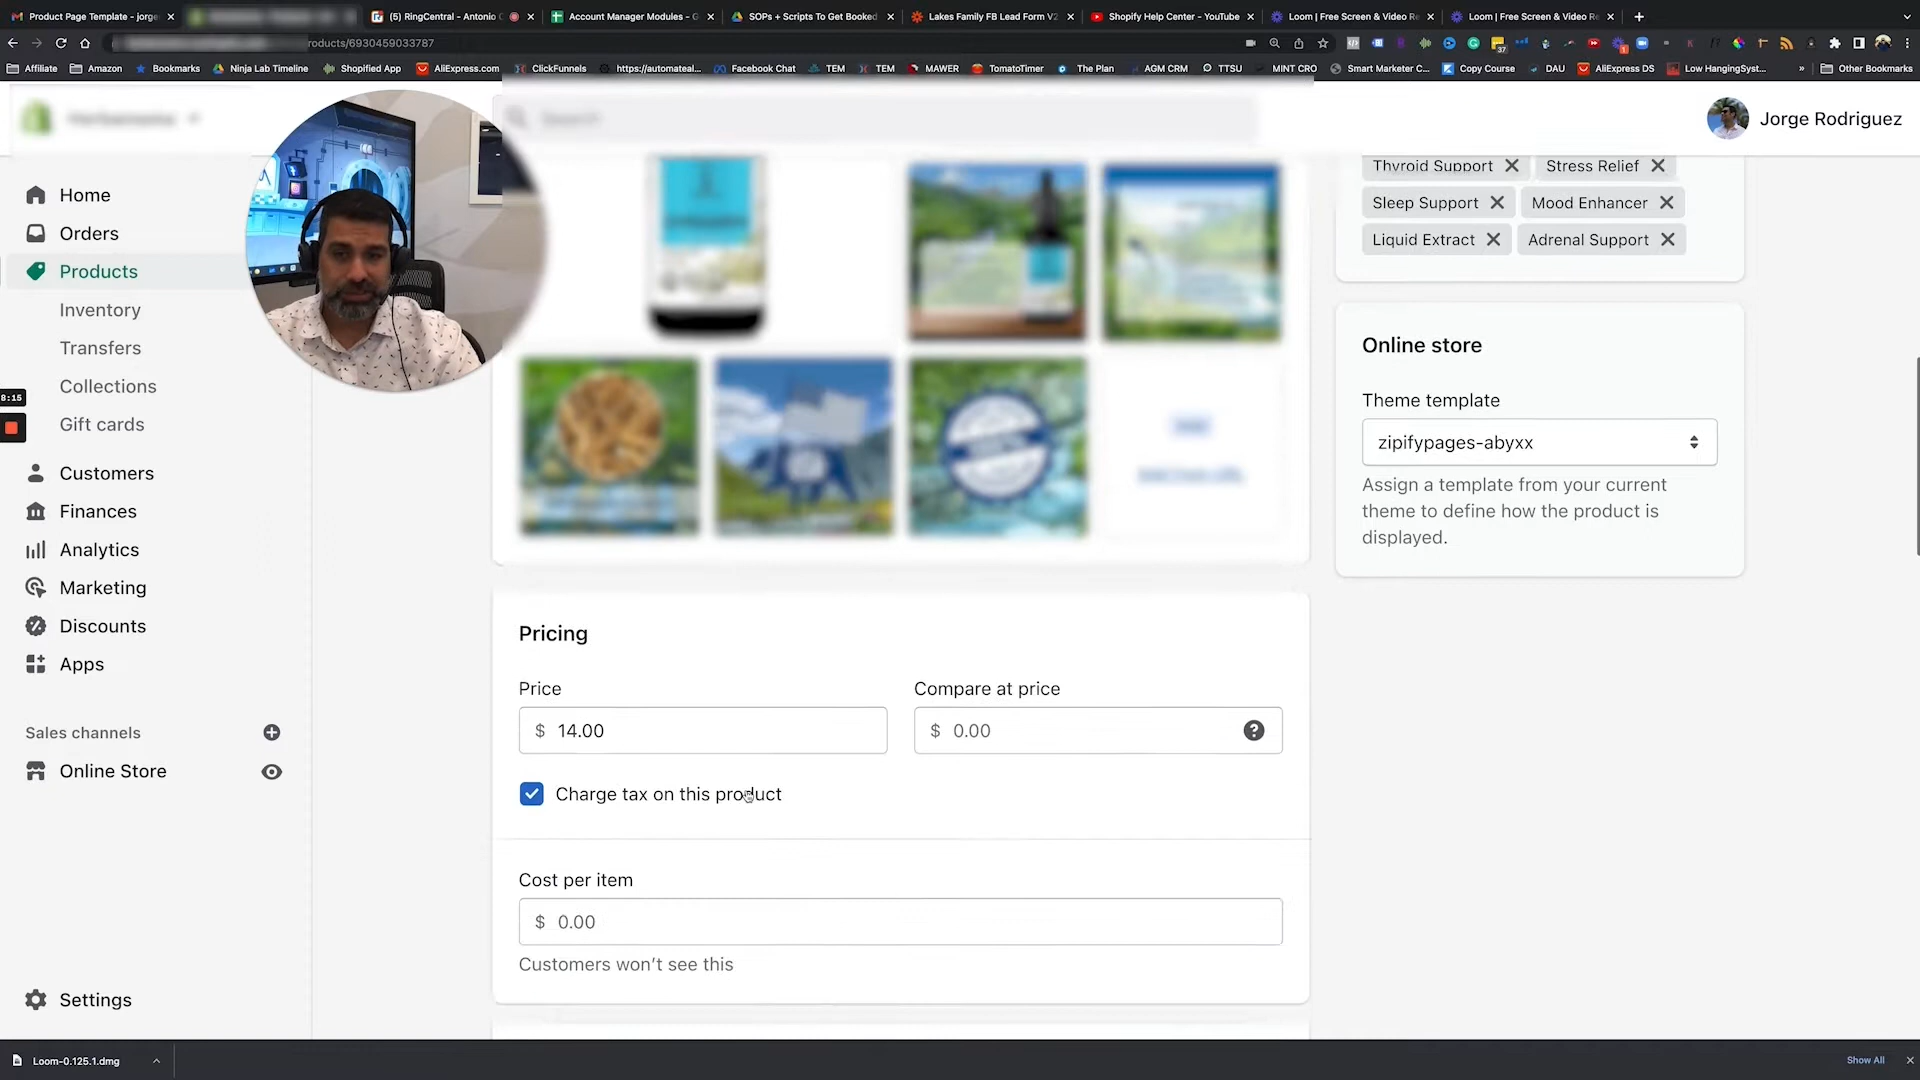 Product Page Template - jorge
(5) RingCentral - Antonio C
Account Manager Modules - G
SOPs + Scripts To Get Booked
Lakes Family FB Lead Form V2
Shopify Help Center - YouTube
Loom | Free Screen & Video Re
Loom | Free Screen & Video Re
roducts/6930459033787
Affiliate
Amazon
Bookmarks
Ninja Lab Timeline
Shopified App
AliExpress.com
ClickFunnels
https://automateal...
Facebook Chat
TEM
TEM
MAWER
TomatoTimer
The Plan
AGM CRM
TTSU
MINT CRO
Smart Marketer C...
Copy Course
DAU
AliExpress DS
Low HangingSyst...
»
Other Bookmarks
Search
Jorge Rodriguez
Home
Orders
Products
Inventory
Transfers
Collections
Gift cards
Customers
Finances
Analytics
Marketing
Discounts
Apps
Sales channels
Online Store
Settings
8:15
Thyroid Support
Stress Relief
Sleep Support
Mood Enhancer
Liquid Extract
Adrenal Support
Online store
Theme template
zipifypages-abyxx
Assign a template from your current
theme to define how the product is
displayed.
Pricing
Price
Compare at price
$ 14.00
$ 0.00
Charge tax on this product
Cost per item
$ 0.00
Customers won't see this
Loom-0.125.1.dmg
Show All